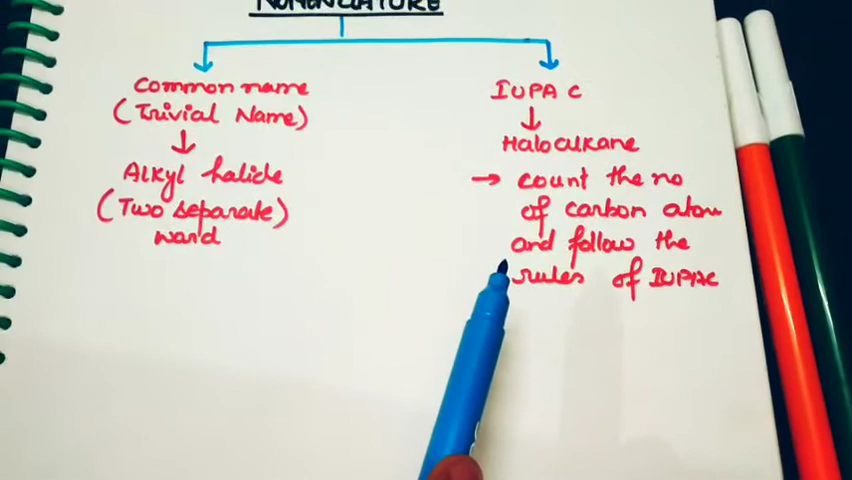 NOMENCLATURE
Common name
(Trivial Name)
Alkyl halide
(Two separate)
ward
IUPAC
Haloalkane
→ count the no
of carbon atom
and follow the
rules of IUPAC